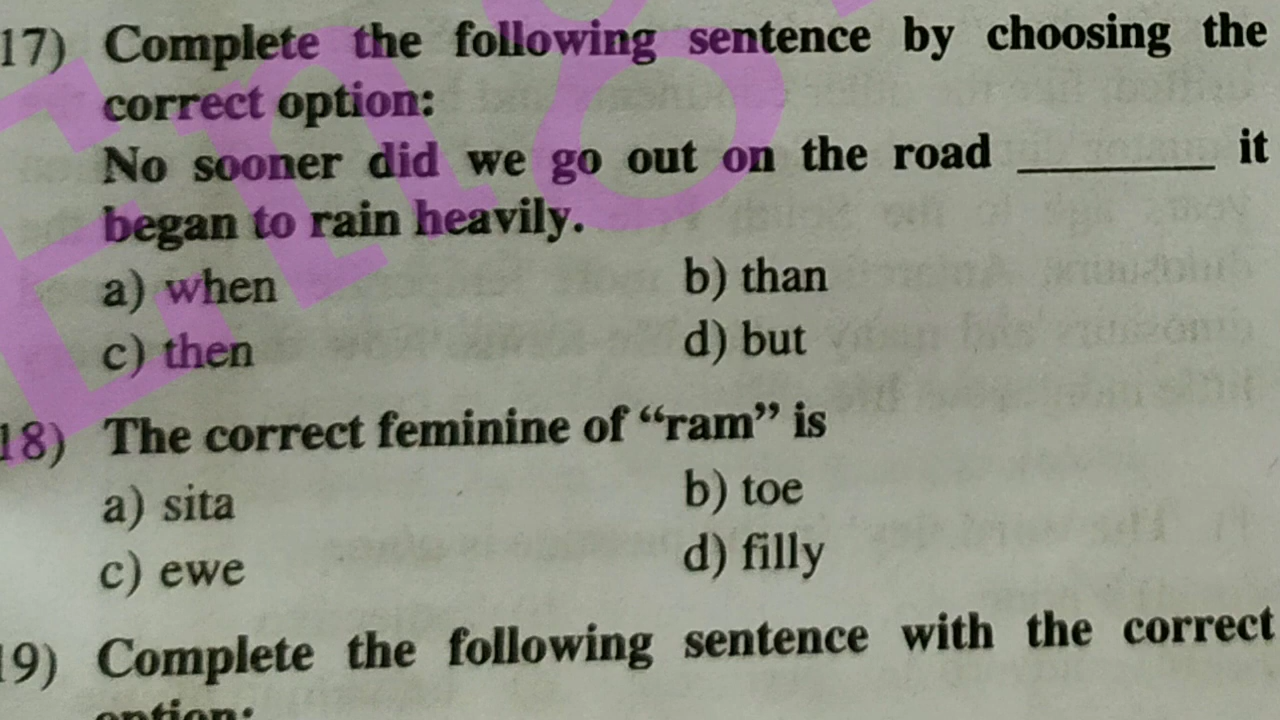 17) Complete the following sentence by choosing the
correct option:
No sooner did we go out on the road ________ it
began to rain heavily.
a) when b) than
c) then d) but
18) The correct feminine of “ram” is
a) sita b) toe
c) ewe d) filly
19) Complete the following sentence with the correct
option: